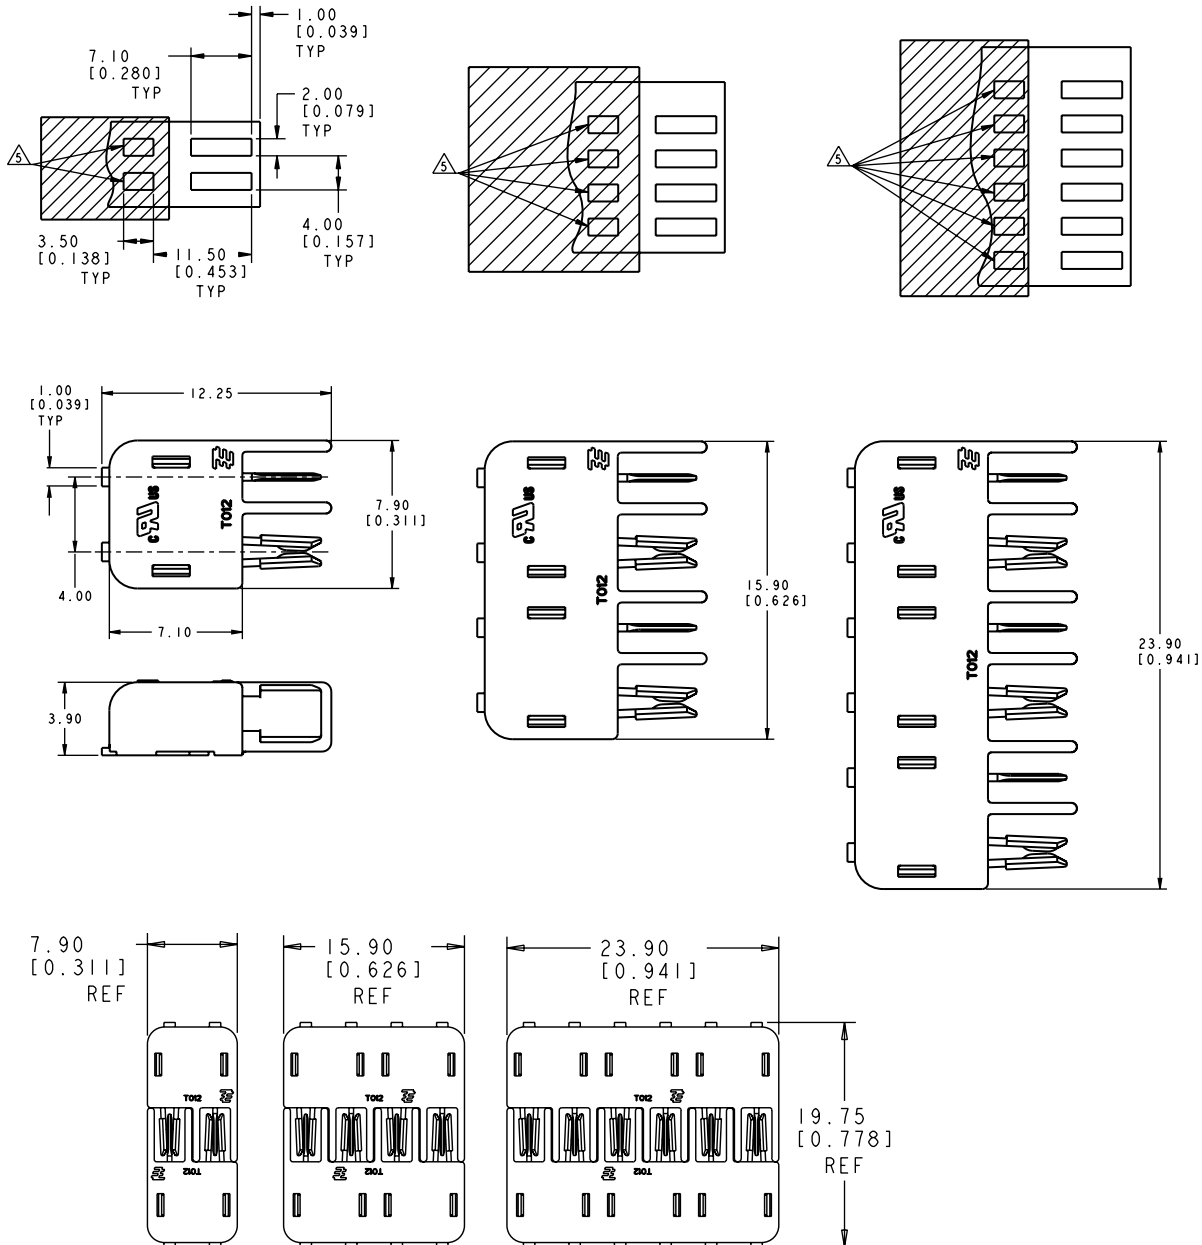 1.00
[0.039]
TYP
7.10
[0.280]
TYP
2.00
[0.079]
TYP
5
5
5
4.00
[0.157]
TYP
3.50
[0.138]
TYP
11.50
[0.453]
TYP
1.00
[0.039]
TYP
12.25
7.90
[0.311]
C US
T012
4.00
7.10
3.90
C US
T012
15.90
[0.626]
C US
T012
23.90
[0.941]
7.90
[0.311]
REF
15.90
[0.626]
REF
23.90
[0.941]
REF
T012
T012
T012
T012
T012
T012
19.75
[0.778]
REF